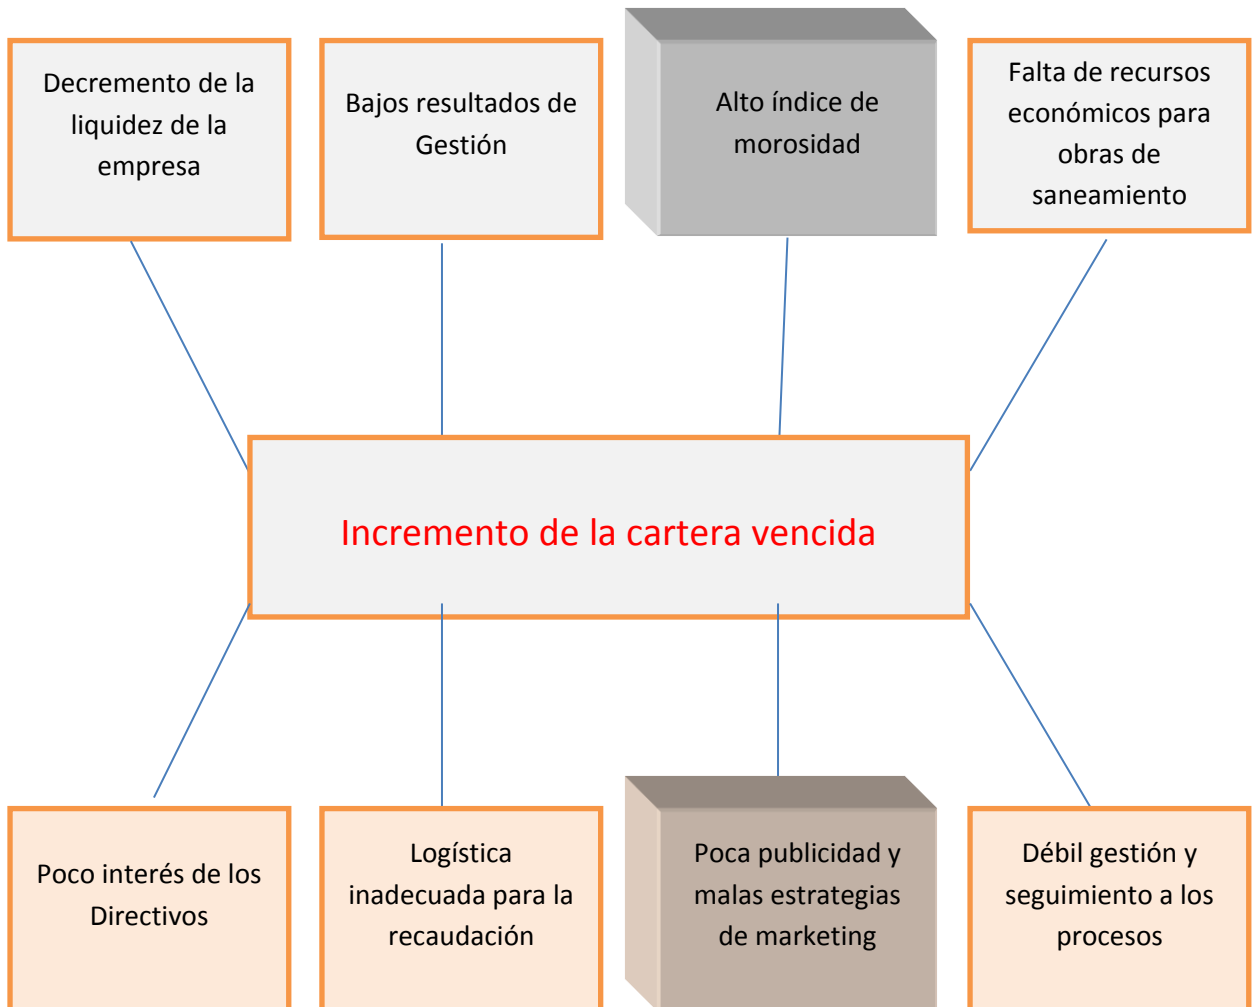 Decremento de la
liquidez de la
empresa
Bajos resultados de
Gestión
Alto índice de
morosidad
Falta de recursos
económicos para
obras de
saneamiento
Incremento de la cartera vencida
Poco interés de los
Directivos
Logística
inadecuada para la
recaudación
Poca publicidad y
malas estrategias
de marketing
Débil gestión y
seguimiento a los
procesos